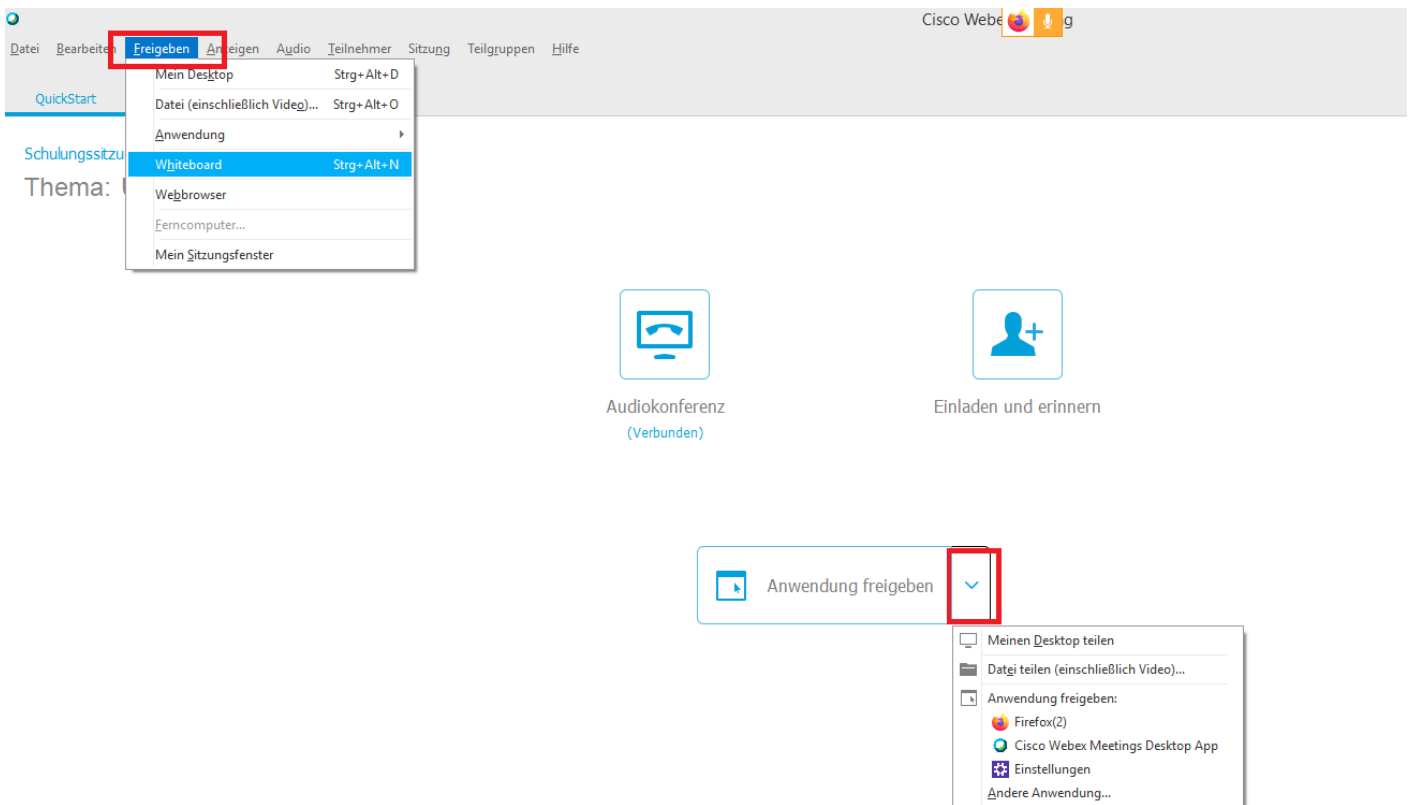 Cisco Webe g
Datei Bearbeiten Freigeben Anzeigen Audio Teilnehmer Sitzung Teilgruppen Hilfe
Mein Desktop Strg+Alt+D
QuickStart
Datei (einschließlich Video)... Strg+Alt+O
Anwendung
Schulungssitzu
Whiteboard Strg+Alt+N
Thema:
Webbrowser
Ferncomputer...
Mein Sitzungsfenster
Audiokonferenz
(Verbunden)
Einladen und erinnern
Anwendung freigeben
Meinen Desktop teilen
Datei teilen (einschließlich Video)...
Anwendung freigeben:
Firefox(2)
Cisco Webex Meetings Desktop App
Einstellungen
Andere Anwendung...